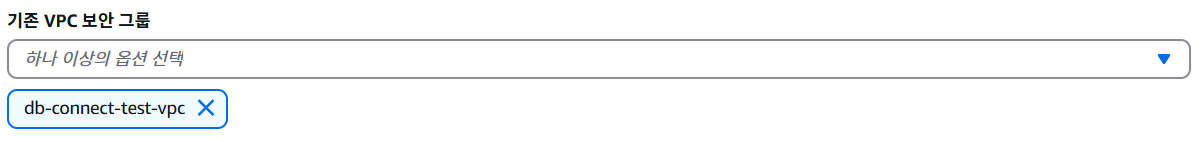 기존 VPC 보안 그룹
하나 이상의 옵션 선택
db-connect-test-vpc